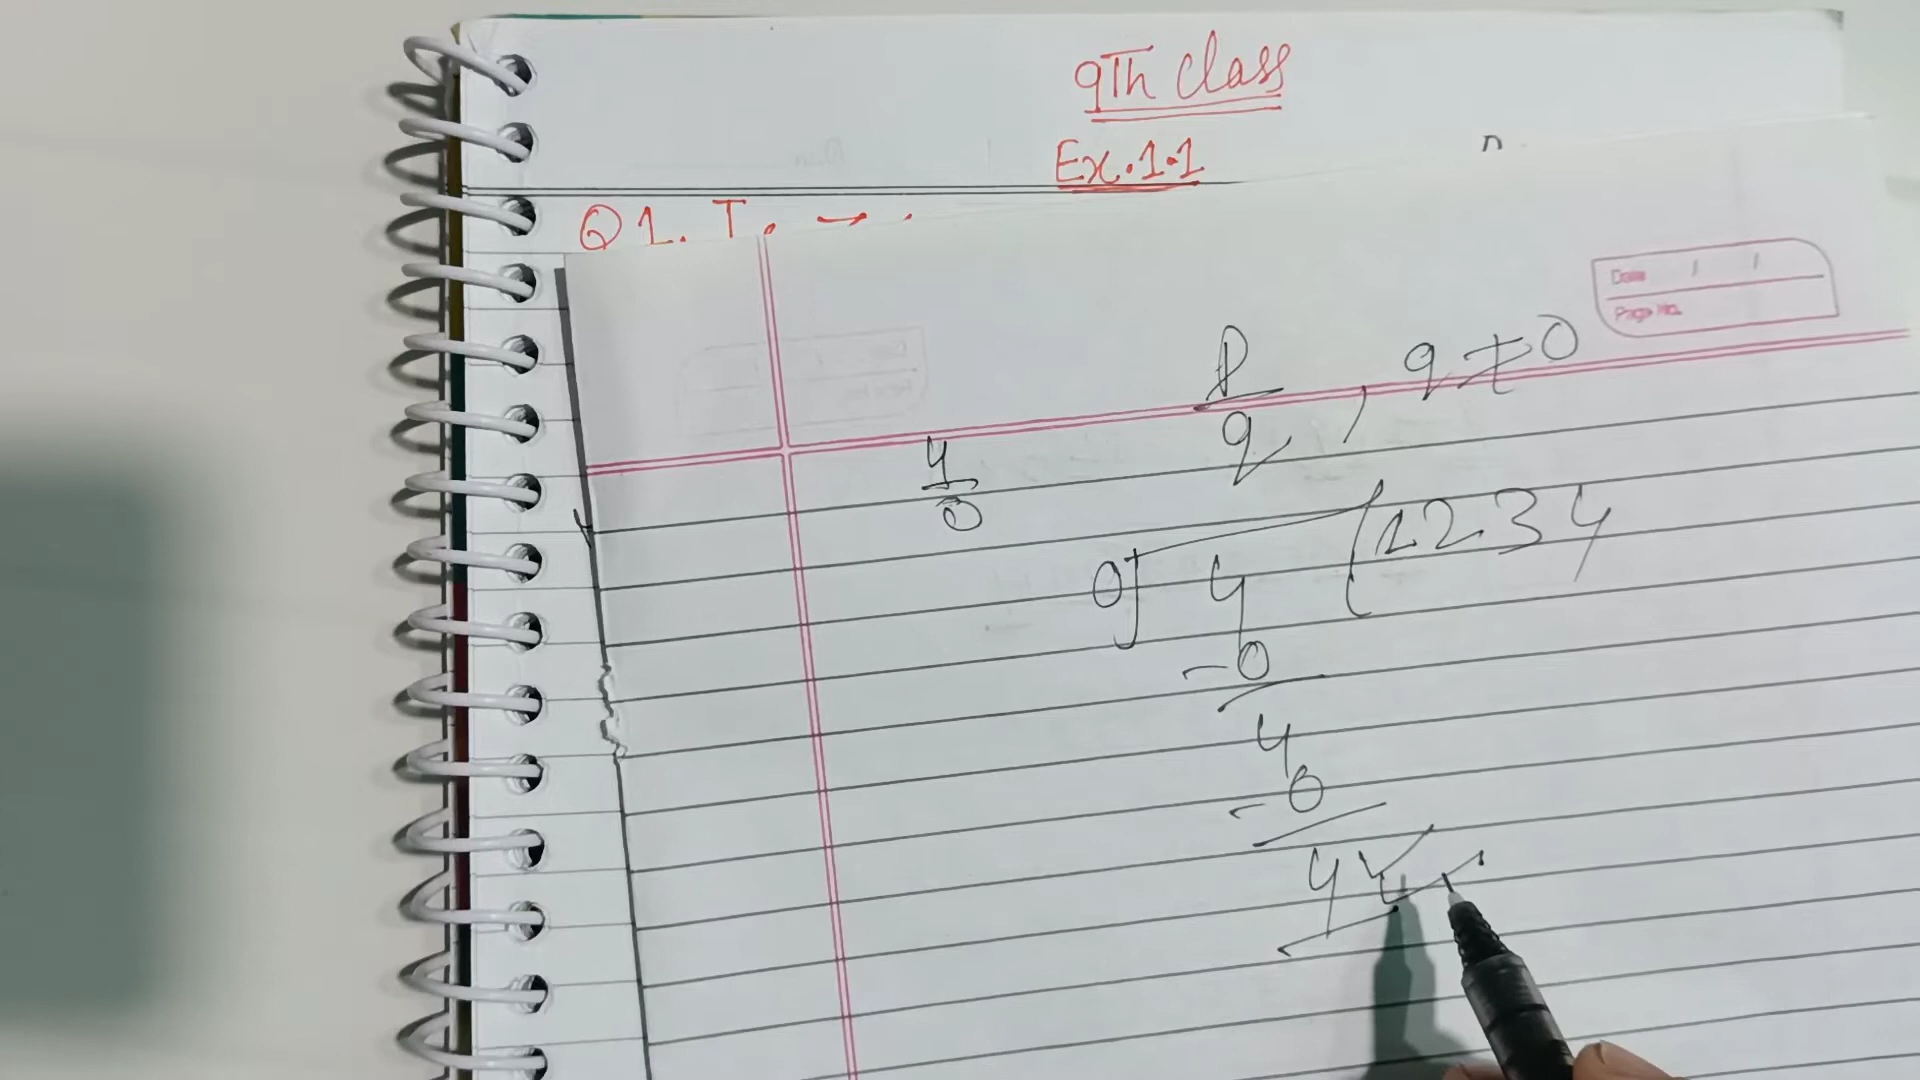 9Th Class
Ex.1.1
n
Q1. T. → .
Date / /
Page No.
p/q , q ≠ 0
4/0
0) 4 (1234
-0
4
-0
4